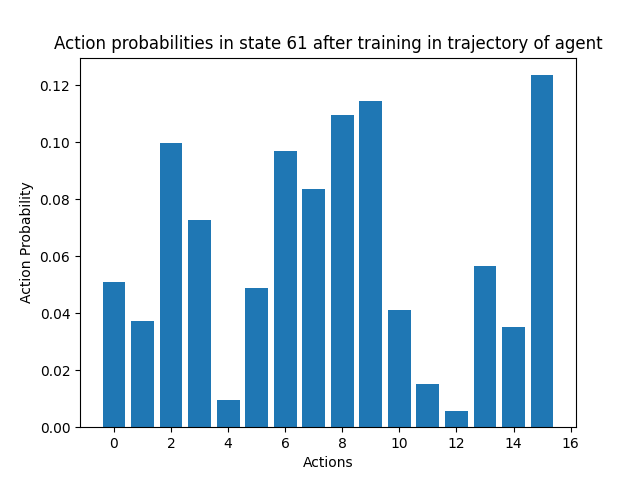 Action probabilities in state 61 after training in trajectory of agent
0.12
0.10
0.08
0.06
0.04
0.02
0.00
Action Probability
0 2 4 6 8 10 12 14 16
Actions